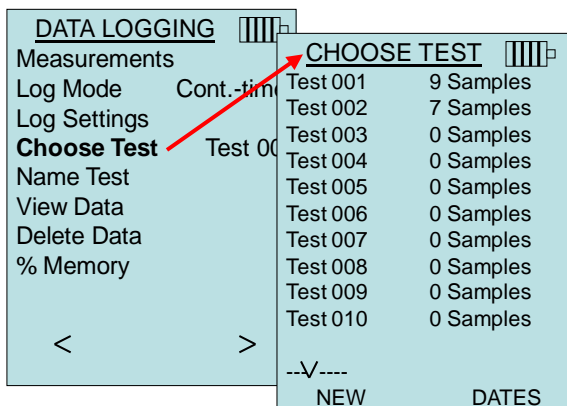 DATA LOGGING
Measurements
Log Mode Cont.-time
Log Settings
Choose Test Test 00
Name Test
View Data
Delete Data
% Memory
< >
CHOOSE TEST
Test 001 9 Samples
Test 002 7 Samples
Test 003 0 Samples
Test 004 0 Samples
Test 005 0 Samples
Test 006 0 Samples
Test 007 0 Samples
Test 008 0 Samples
Test 009 0 Samples
Test 010 0 Samples
--V----
NEW DATES